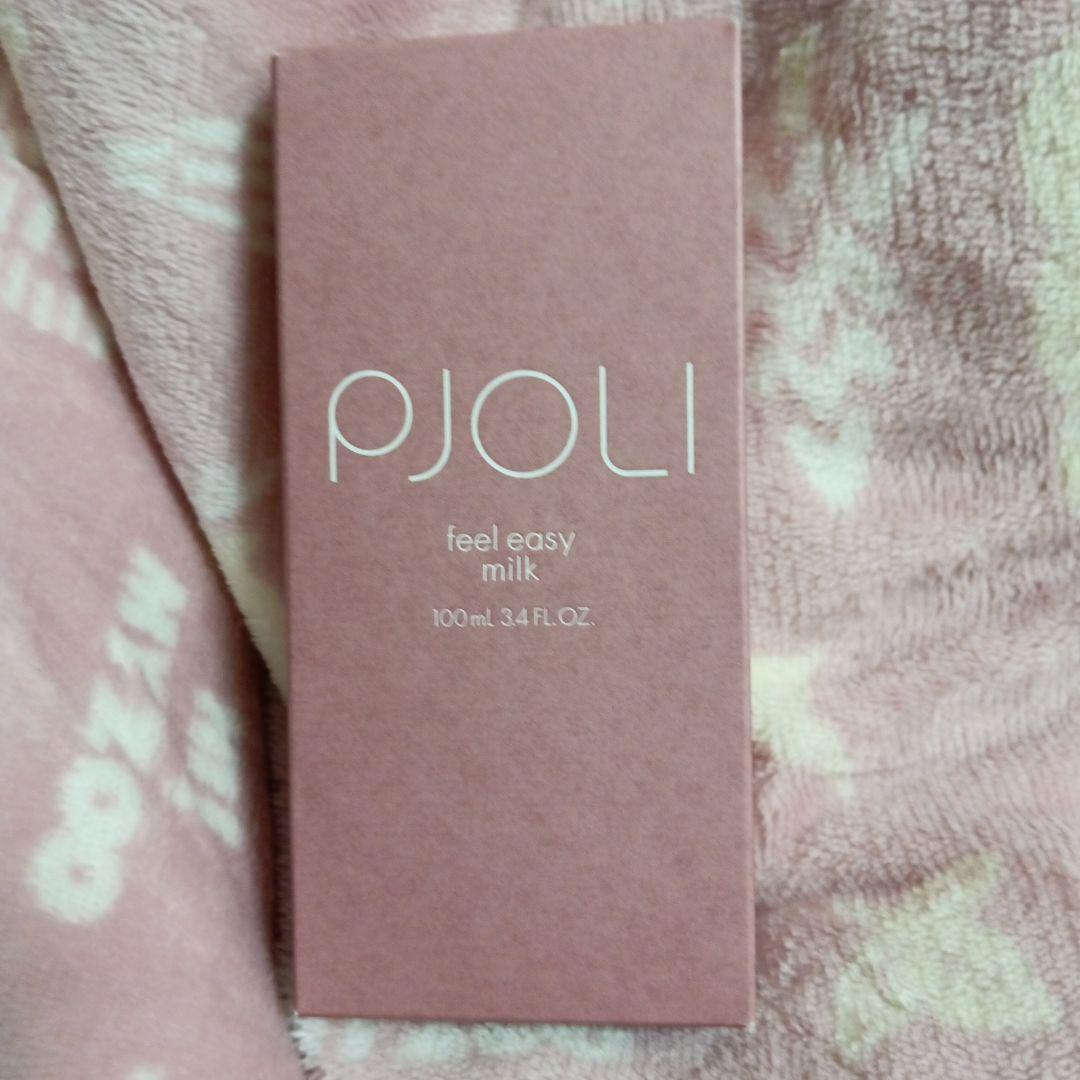 PJOLI
feel easy
milk
100mL 3.4 FL.OZ.